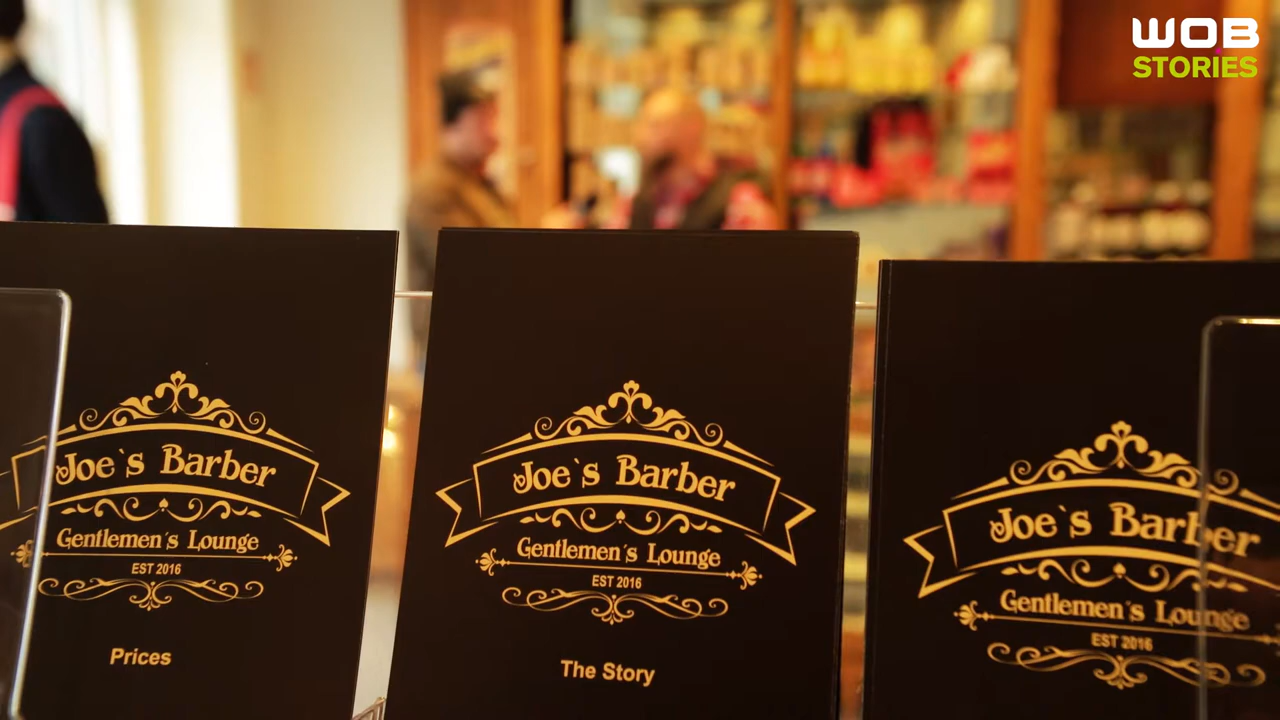 WOB
STORIES
Joe`s Barber
Gentlemen's Lounge
EST 2016
Prices
Joe`s Barber
Gentlemen's Lounge
EST 2016
The Story
Joe`s Barber
Gentlemen's Lounge
EST 2016